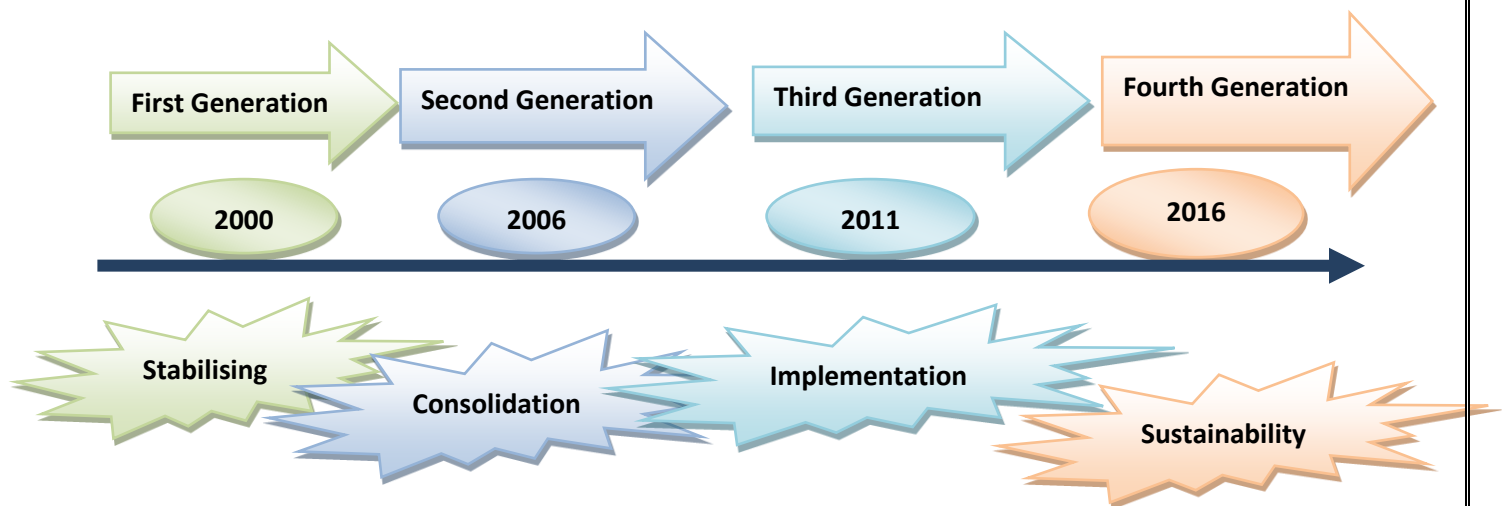 First Generation
Second Generation
Third Generation
Fourth Generation
2000
2006
2011
2016
Stabilising
Consolidation
Implementation
Sustainability